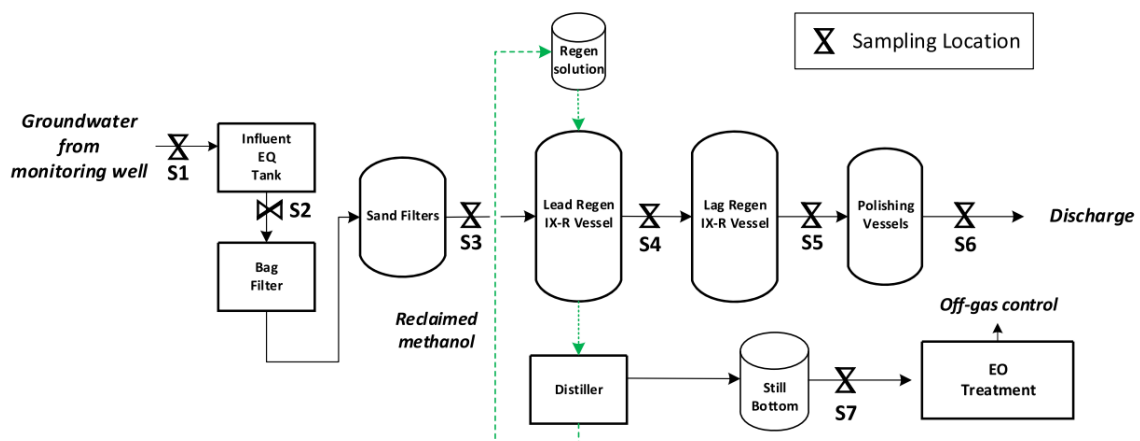 Regen
solution
Sampling Location
Groundwater
from
monitoring well
S1
Influent
EQ
Tank
S2
Bag
Filter
Sand Filters
S3
Lead Regen
IX-R Vessel
S4
Lag Regen
IX-R Vessel
S5
Polishing
Vessels
S6
Discharge
Reclaimed
methanol
Distiller
Still
Bottom
S7
Off-gas control
EO
Treatment